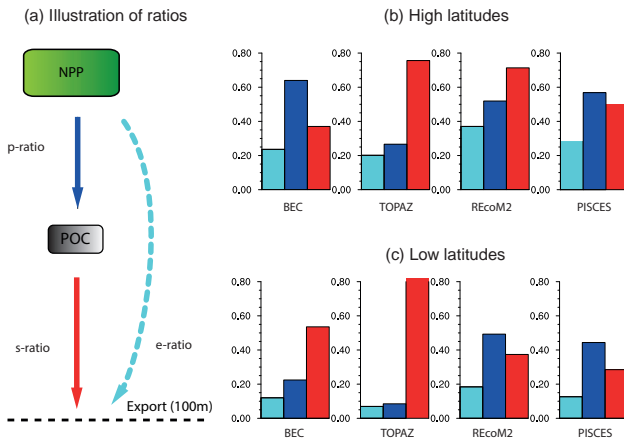 (a) Illustration of ratios
NPP
p-ratio
POC
s-ratio
e-ratio
Export (100m)
(b) High latitudes
0.80 0.80 0.80 0.80
0.60 0.60 0.60 0.60
0.40 0.40 0.40 0.40
0.20 0.20 0.20 0.20
0.00 0.00 0.00 0.00
BEC TOPAZ REcoM2 PISCES
(c) Low latitudes
0.80 0.80 0.80 0.80
0.60 0.60 0.60 0.60
0.40 0.40 0.40 0.40
0.20 0.20 0.20 0.20
0.00 0.00 0.00 0.00
BEC TOPAZ REcoM2 PISCES